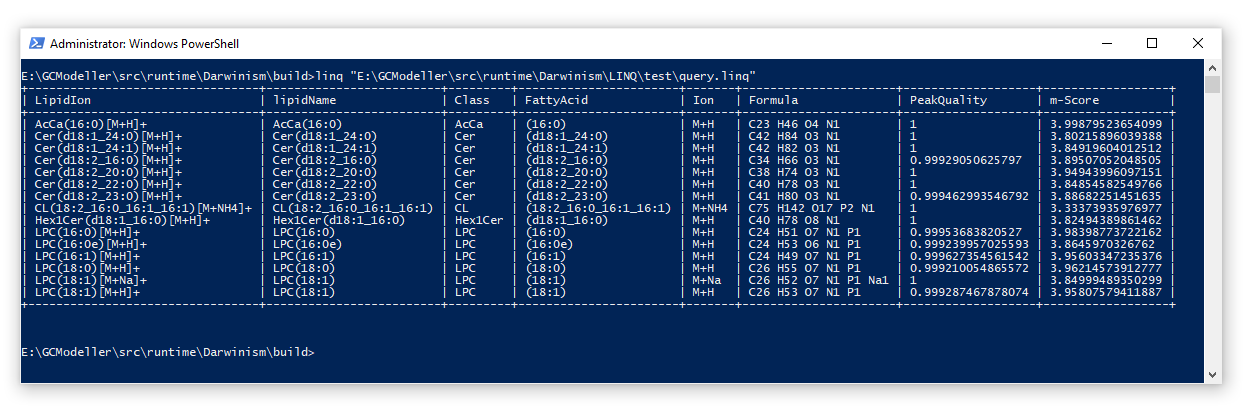 Administrator: Windows PowerShell
E:\GCModeller\src\runtime\Darwinism\build>linq "E:\GCModeller\src\runtime\Darwinism\LINQ\test\query.linq"
| LipidIon | lipidName | Class | FattyAcid | Ion | Formula | PeakQuality | m-Score |
| AcCa(16:0)[M+H]+ | AcCa(16:0) | AcCa | (16:0) | M+H | C23 H46 O4 N1 | 1 | 3.99879523654099 |
| Cer(d18:1_24:0)[M+H]+ | Cer(d18:1_24:0) | Cer | (d18:1_24:0) | M+H | C42 H84 O3 N1 | 1 | 3.80215896039388 |
| Cer(d18:1_24:1)[M+H]+ | Cer(d18:1_24:1) | Cer | (d18:1_24:1) | M+H | C42 H82 O3 N1 | 1 | 3.84919604012512 |
| Cer(d18:2_16:0)[M+H]+ | Cer(d18:2_16:0) | Cer | (d18:2_16:0) | M+H | C34 H66 O3 N1 | 0.99929050625797 | 3.89507052048505 |
| Cer(d18:2_20:0)[M+H]+ | Cer(d18:2_20:0) | Cer | (d18:2_20:0) | M+H | C38 H74 O3 N1 | 1 | 3.94943996097151 |
| Cer(d18:2_22:0)[M+H]+ | Cer(d18:2_22:0) | Cer | (d18:2_22:0) | M+H | C40 H78 O3 N1 | 1 | 3.84854582549766 |
| Cer(d18:2_23:0)[M+H]+ | Cer(d18:2_23:0) | Cer | (d18:2_23:0) | M+H | C41 H80 O3 N1 | 0.999462993546792 | 3.88682251451635 |
| CL(18:2_16:0_16:1_16:1)[M+NH4]+ | CL(18:2_16:0_16:1_16:1) | CL | (18:2_16:0_16:1_16:1) | M+NH4 | C75 H142 O17 P2 N1 | 1 | 3.33373935976977 |
| Hex1Cer(d18:1_16:0)[M+H]+ | Hex1Cer(d18:1_16:0) | Hex1Cer | (d18:1_16:0) | M+H | C40 H78 O8 N1 | 1 | 3.82494389861462 |
| LPC(16:0)[M+H]+ | LPC(16:0) | LPC | (16:0) | M+H | C24 H51 O7 N1 P1 | 0.99953683820527 | 3.98398773722162 |
| LPC(16:0e)[M+H]+ | LPC(16:0e) | LPC | (16:0e) | M+H | C24 H53 O6 N1 P1 | 0.999239957025593 | 3.8645970326762 |
| LPC(16:1)[M+H]+ | LPC(16:1) | LPC | (16:1) | M+H | C24 H49 O7 N1 P1 | 0.999627354561542 | 3.95603347235376 |
| LPC(18:0)[M+H]+ | LPC(18:0) | LPC | (18:0) | M+H | C26 H55 O7 N1 P1 | 0.999210054865572 | 3.96214573912777 |
| LPC(18:1)[M+Na]+ | LPC(18:1) | LPC | (18:1) | M+Na | C26 H52 O7 N1 P1 Na1 | 1 | 3.84999489350299 |
| LPC(18:1)[M+H]+ | LPC(18:1) | LPC | (18:1) | M+H | C26 H53 O7 N1 P1 | 0.999287467878074 | 3.95807579411887 |
E:\GCModeller\src\runtime\Darwinism\build>